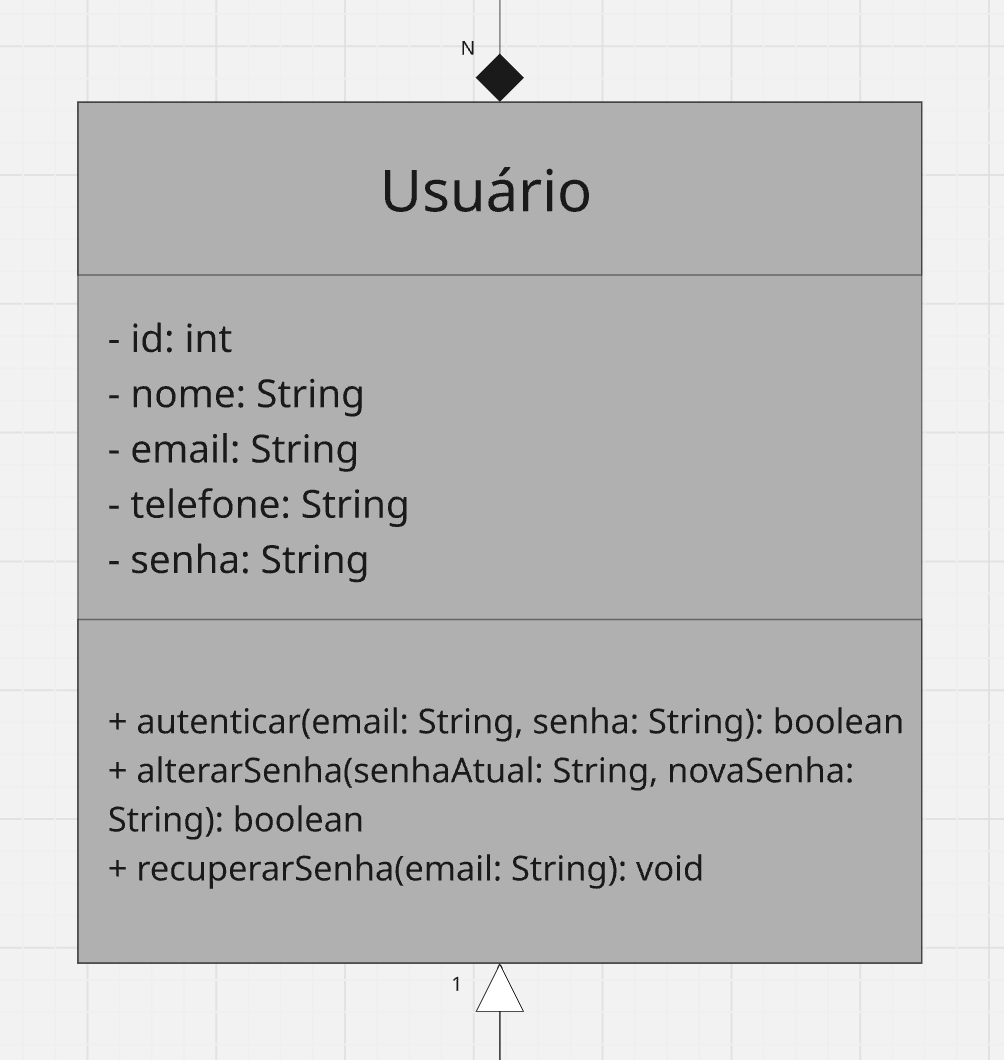 N
Usuário
- id: int
- nome: String
- email: String
- telefone: String
- senha: String
+ autenticar(email: String, senha: String): boolean
+ alterarSenha(senhaAtual: String, novaSenha:
String): boolean
+ recuperarSenha(email: String): void
1